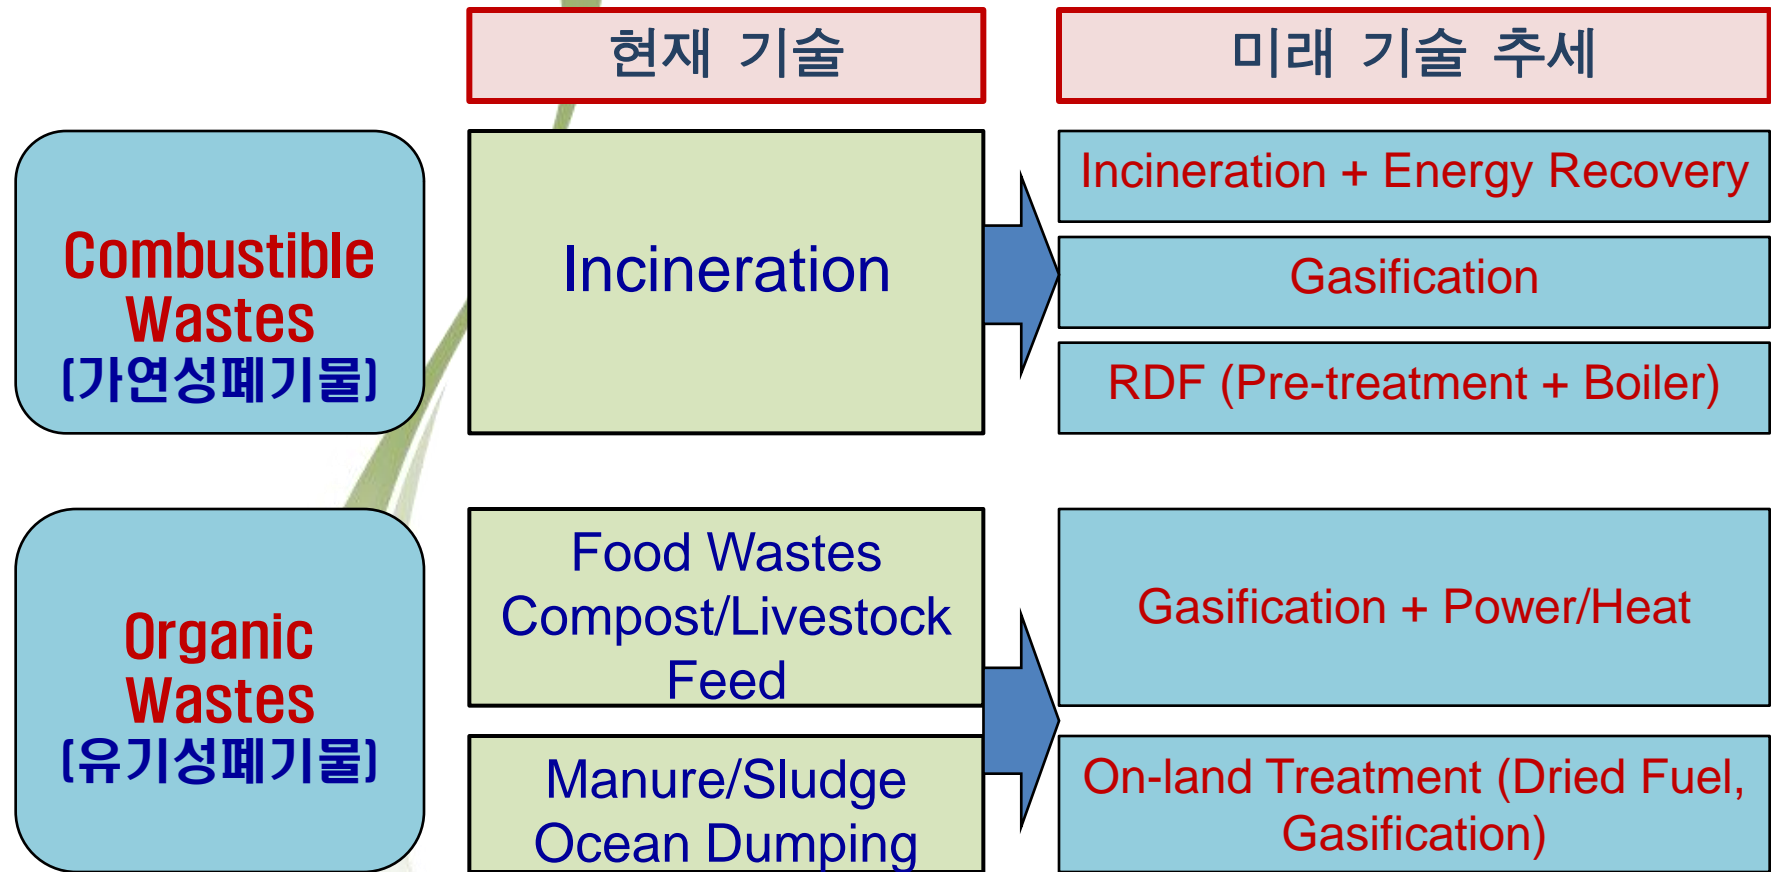 현재 기술
미래 기술 추세
Combustible
Wastes
(가연성폐기물)
Incineration
Incineration + Energy Recovery
Gasification
RDF (Pre-treatment + Boiler)
Organic
Wastes
(유기성폐기물)
Food Wastes
Compost/Livestock
Feed
Manure/Sludge
Ocean Dumping
Gasification + Power/Heat
On-land Treatment (Dried Fuel,
Gasification)